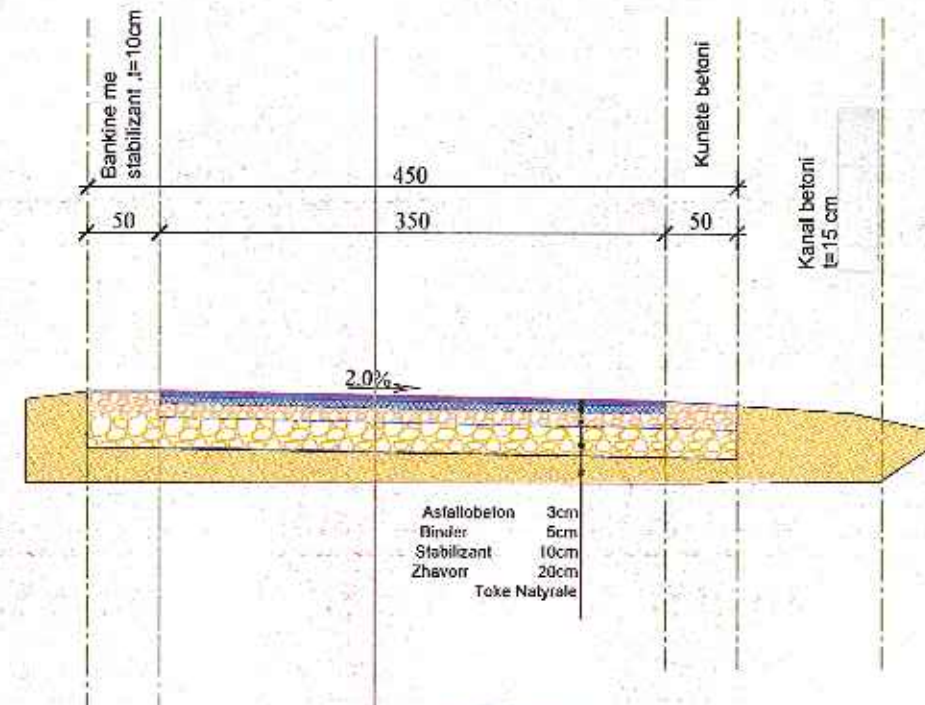 Bankine me
stabilizant ,t=10cm
Kunete betoni
Kanal betoni
t=15 cm
450
50
350
50
2.0%
Asfaltobeton 3cm
Binder 5cm
Stabilizant 10cm
Zhavorr 20cm
Toke Natyrale